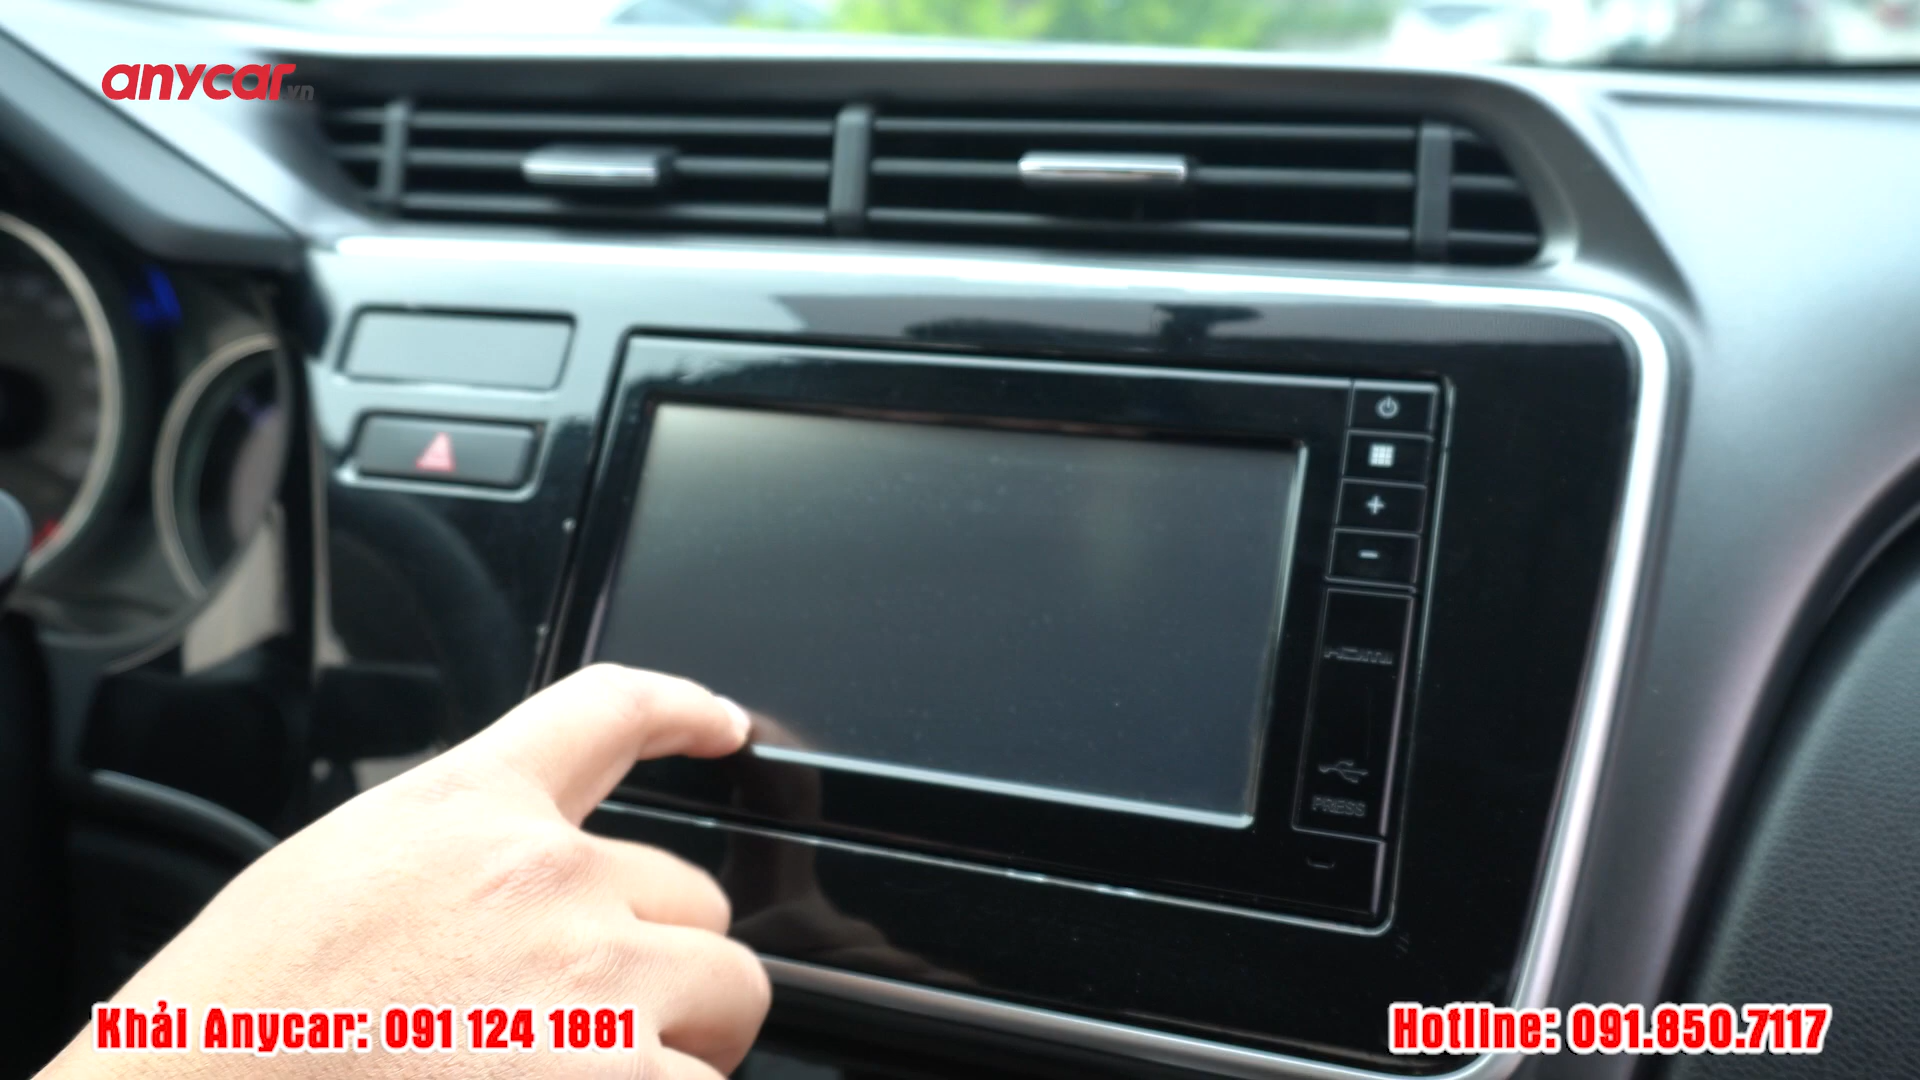 anycar.vn
HDMI
PRESS
Khải Anycar: 091 124 1881
Hotline: 091.850.7117